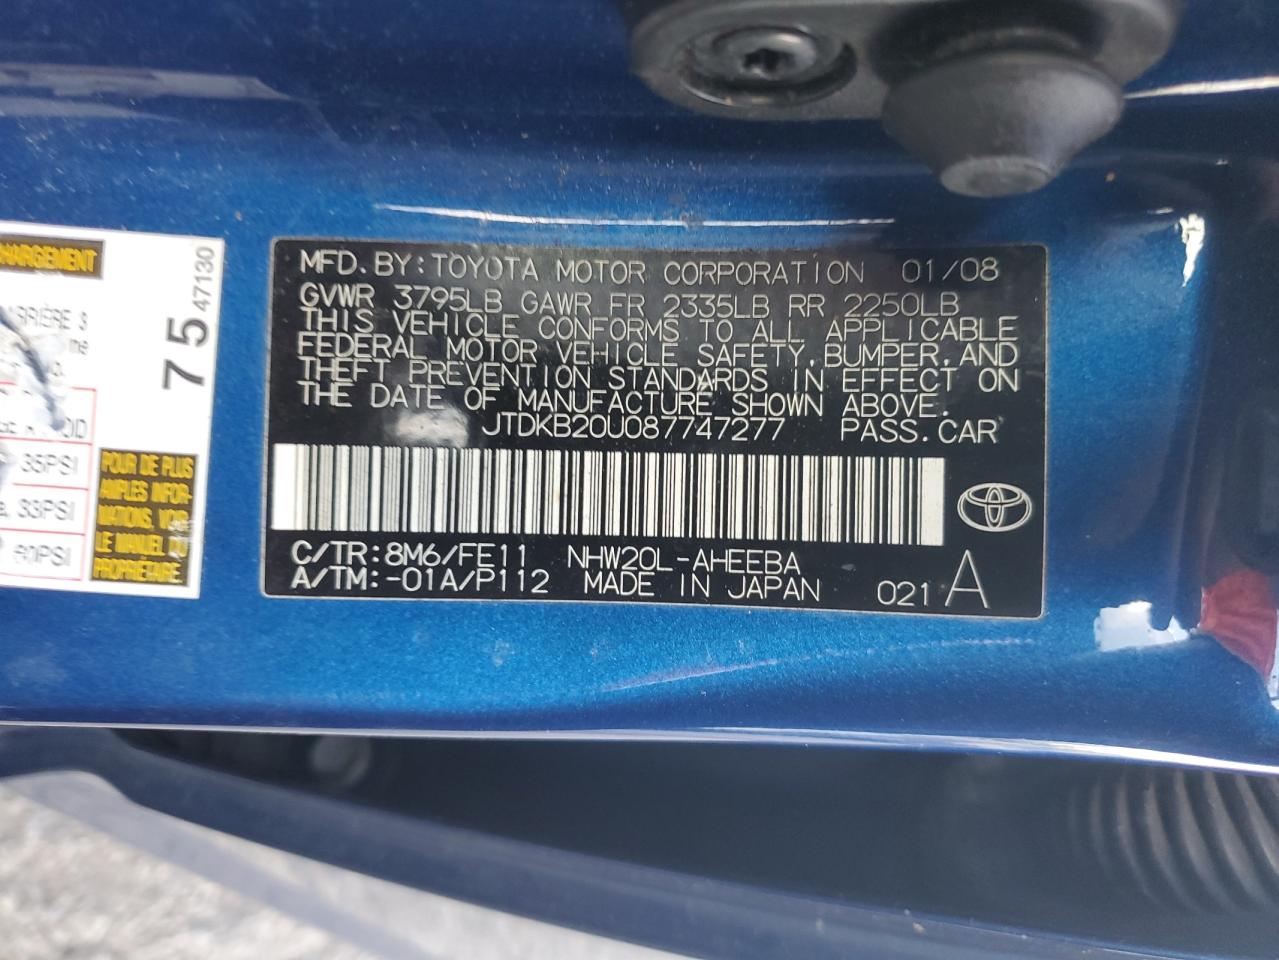 MFD. BY: TOYOTA MOTOR CORPORATION 01/08
GVWR 3795LB GAWR FR 2335LB RR 2250LB
THIS VEHICLE CONFORMS TO ALL APPLICABLE
FEDERAL MOTOR VEHICLE SAFETY, BUMPER, AND
THEFT PREVENTION STANDARDS IN EFFECT ON
THE DATE OF MANUFACTURE SHOWN ABOVE.
JTDKB20U087747277 PASS. CAR
C/TR: 8M6/FE11 NHW20L-AHEEBA
A/TM: -01A/P112 MADE IN JAPAN 021 A
ARRIÈRE 3
35PSI
33PSI
60PSI
POUR DE PLUS
AMPLES INFOR-
MATIONS, VOIR
LE MANUEL DU
PROPRIÉTAIRE
75
47130